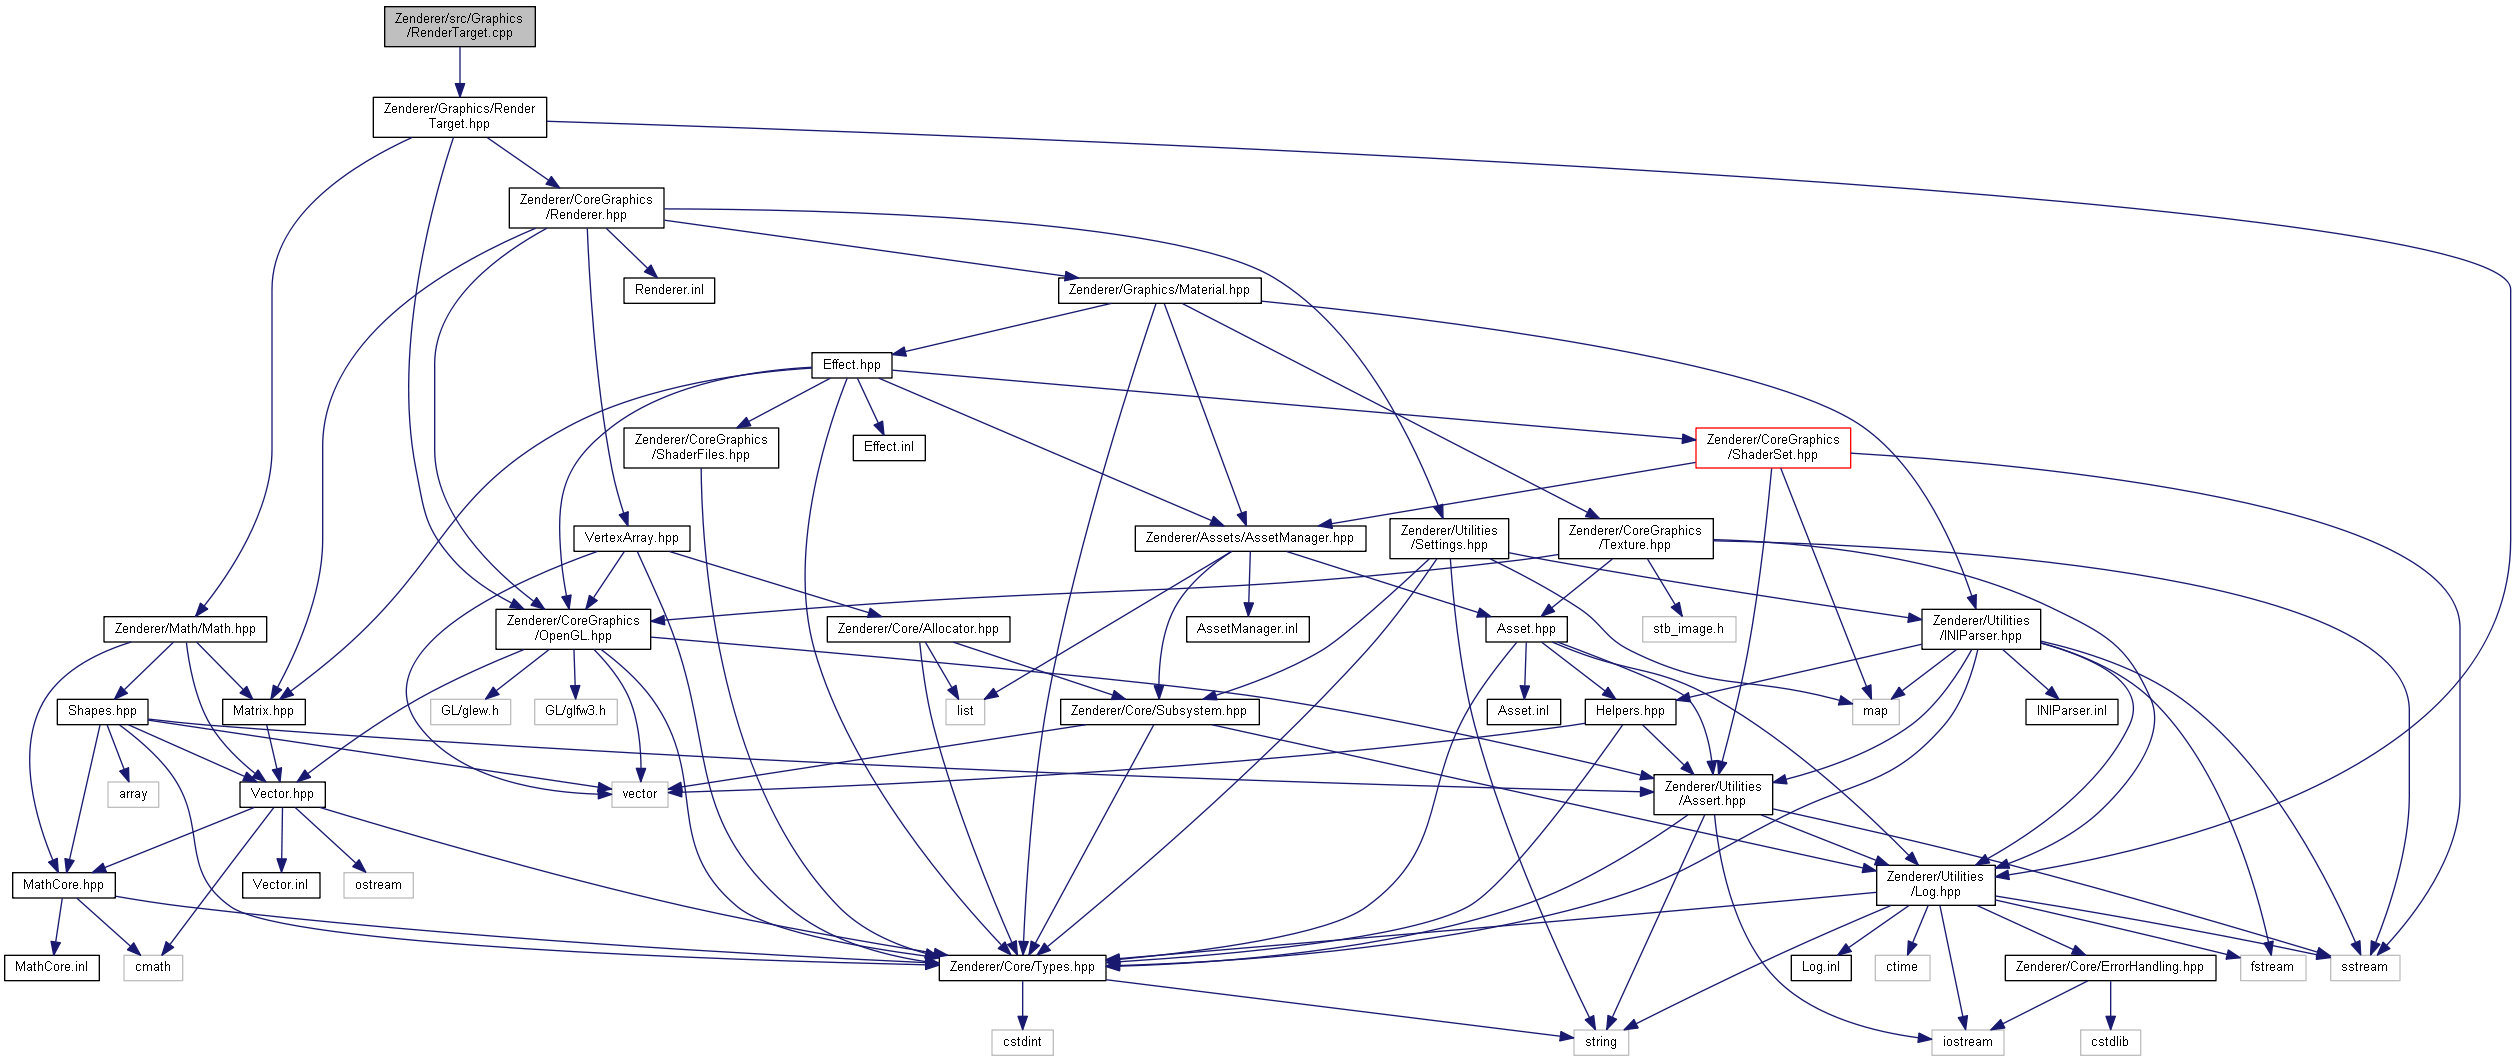 Zenderer/src/Graphics
/RenderTarget.cpp
Zenderer/Graphics/Render
Target.hpp
Zenderer/CoreGraphics
/Renderer.hpp
Renderer.inl
Zenderer/Graphics/Material.hpp
Effect.hpp
Zenderer/CoreGraphics
/ShaderFiles.hpp
Effect.inl
Zenderer/CoreGraphics
/ShaderSet.hpp
VertexArray.hpp
Zenderer/Assets/AssetManager.hpp
Zenderer/Utilities
/Settings.hpp
Zenderer/CoreGraphics
/Texture.hpp
Zenderer/Math/Math.hpp
Zenderer/CoreGraphics
/OpenGL.hpp
Zenderer/Core/Allocator.hpp
AssetManager.inl
Asset.hpp
stb_image.h
Zenderer/Utilities
/INIParser.hpp
Shapes.hpp
Matrix.hpp
GL/glew.h
GL/glfw3.h
list
Zenderer/Core/Subsystem.hpp
Asset.inl
Helpers.hpp
map
INIParser.inl
array
Vector.hpp
vector
Zenderer/Utilities
/Assert.hpp
MathCore.hpp
Vector.inl
ostream
Zenderer/Utilities
/Log.hpp
MathCore.inl
cmath
Zenderer/Core/Types.hpp
Log.inl
ctime
Zenderer/Core/ErrorHandling.hpp
fstream
sstream
cstdint
string
iostream
cstdlib